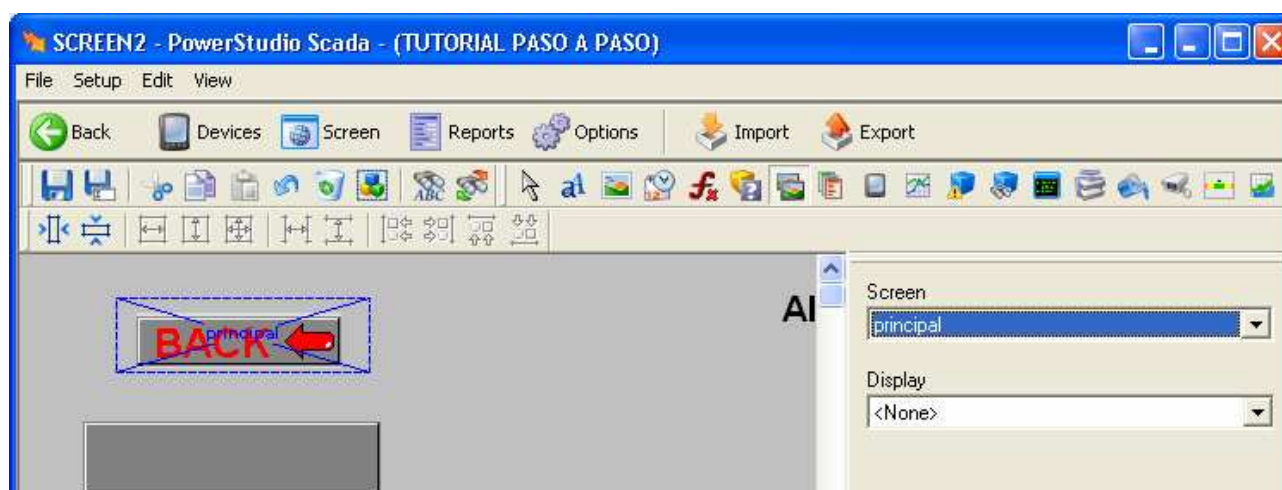 SCREEN2 - PowerStudio Scada - (TUTORIAL PASO A PASO)
File Setup Edit View
Back Devices Screen Reports Options Import Export
Screen
principal
BACK
principal
Al
Display
<None>